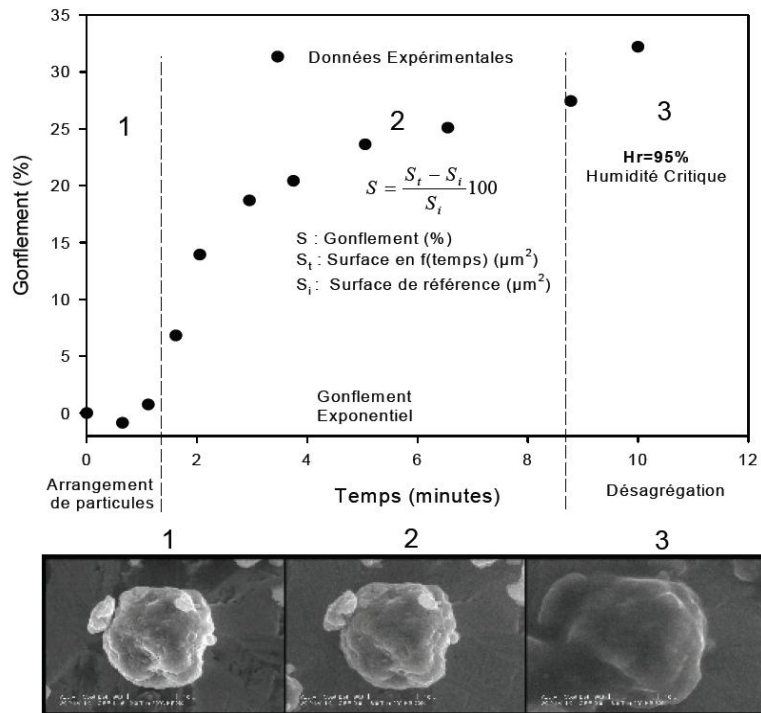 35
30
25
20
15
10
5
0
Gonflement (%)
Données Expérimentales
1
2
3
Hr=95%
Humidité Critique
S = (S_t − S_i) / S_i 100
S : Gonflement (%)
S_t : Surface en f(temps) (µm²)
S_i : Surface de référence (µm²)
Gonflement
Exponentiel
0 2 4 6 8 10 12
Arrangement
de particules
Temps (minutes)
Désagrégation
1 2 3